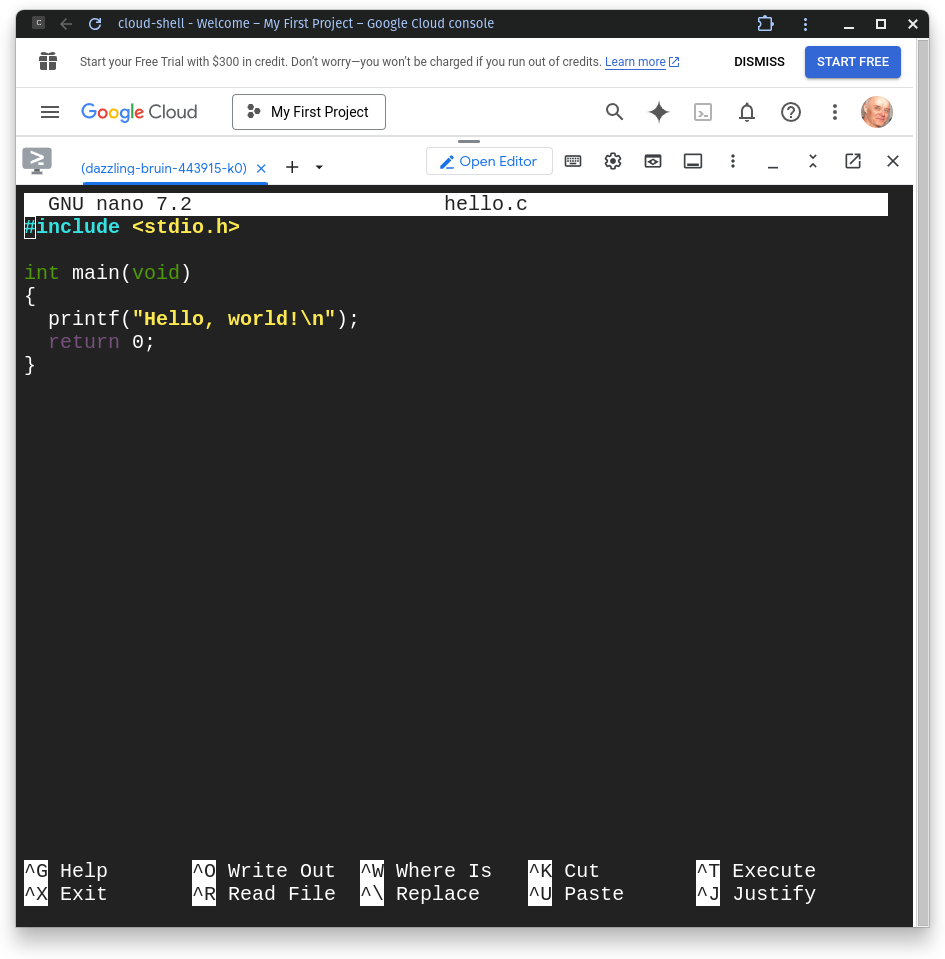 C cloud-shell - Welcome – My First Project – Google Cloud console
Start your Free Trial with $300 in credit. Don’t worry—you won’t be charged if you run out of credits. Learn more DISMISS START FREE
Google Cloud My First Project
(dazzling-bruin-443915-k0) Open Editor
GNU nano 7.2 hello.c
#include <stdio.h>
int main(void)
{
  printf("Hello, world!\n");
  return 0;
}
^G Help ^O Write Out ^W Where Is ^K Cut ^T Execute
^X Exit ^R Read File ^\ Replace ^U Paste ^J Justify